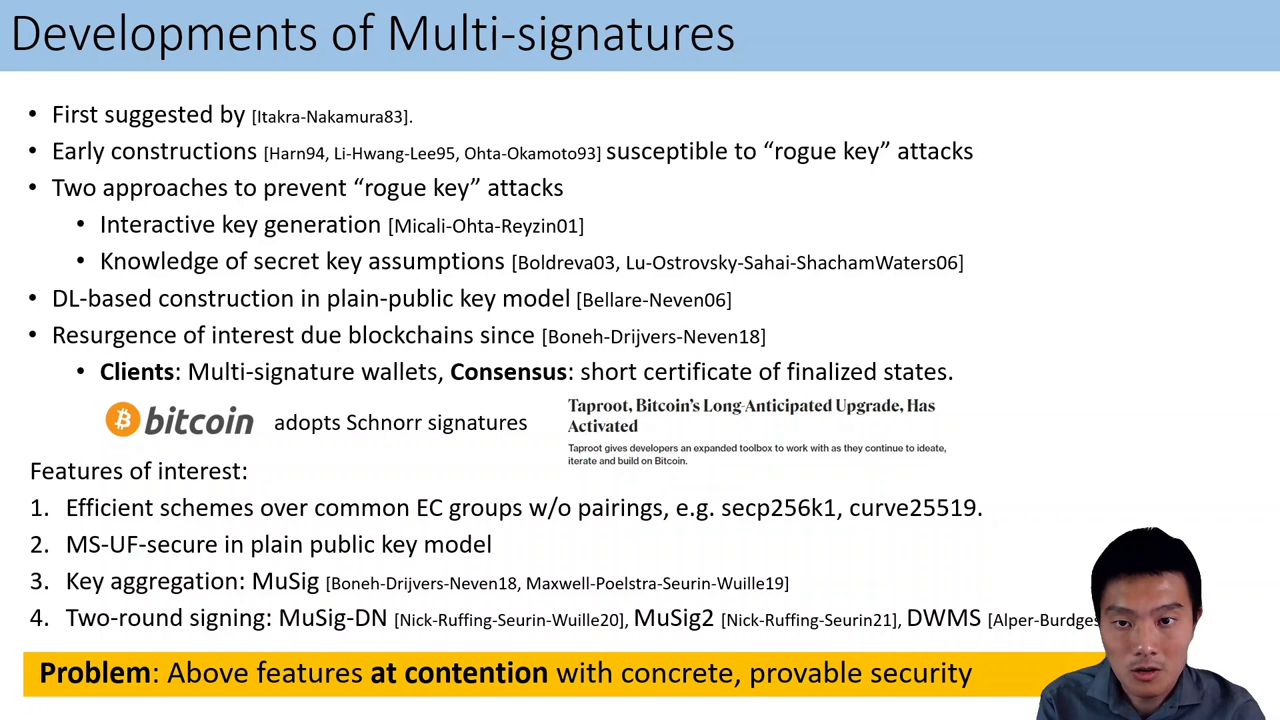 Developments of Multi-signatures
• First suggested by [Itakra-Nakamura83].
• Early constructions [Harn94, Li-Hwang-Lee95, Ohta-Okamoto93] susceptible to “rogue key” attacks
• Two approaches to prevent “rogue key” attacks
• Interactive key generation [Micali-Ohta-Reyzin01]
• Knowledge of secret key assumptions [Boldreva03, Lu-Ostrovsky-Sahai-ShachamWaters06]
• DL-based construction in plain-public key model [Bellare-Neven06]
• Resurgence of interest due blockchains since [Boneh-Drijvers-Neven18]
• Clients: Multi-signature wallets, Consensus: short certificate of finalized states.
bitcoin adopts Schnorr signatures
Taproot, Bitcoin’s Long-Anticipated Upgrade, Has
Activated
Taproot gives developers an expanded toolbox to work with as they continue to ideate,
iterate and build on Bitcoin.
Features of interest:
1. Efficient schemes over common EC groups w/o pairings, e.g. secp256k1, curve25519.
2. MS-UF-secure in plain public key model
3. Key aggregation: MuSig [Boneh-Drijvers-Neven18, Maxwell-Poelstra-Seurin-Wuille19]
4. Two-round signing: MuSig-DN [Nick-Ruffing-Seurin-Wuille20], MuSig2 [Nick-Ruffing-Seurin21], DWMS [Alper-Burdges
Problem: Above features at contention with concrete, provable security